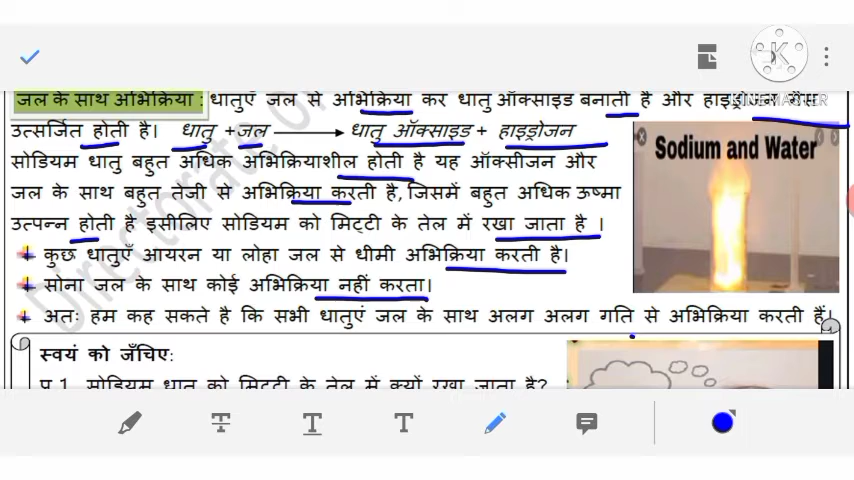 जल के साथ अभिक्रिया : धातुएँ जल से अभिक्रिया कर धातु ऑक्साइड बनाती है और हाइड्रोजन गैस
उत्सर्जित होती है। धातु +जल ⟶ धातु ऑक्साइड + हाइड्रोजन
सोडियम धातु बहुत अधिक अभिक्रियाशील होती है यह ऑक्सीजन और
जल के साथ बहुत तेजी से अभिक्रिया करती है, जिसमें बहुत अधिक ऊष्मा
उत्पन्न होती है इसीलिए सोडियम को मिट्टी के तेल में रखा जाता है ।
Sodium and Water
कुछ धातुएँ आयरन या लोहा जल से धीमी अभिक्रिया करती है।
सोना जल के साथ कोई अभिक्रिया नहीं करता।
अतः हम कह सकते है कि सभी धातुएं जल के साथ अलग अलग गति से अभिक्रिया करती हैं।
स्वयं को जँचिए:
प्र.1 सोडियम धातु को मिट्टी के तेल में क्यों रखा जाता है?
KINEMASTER
Directorate of
T T T